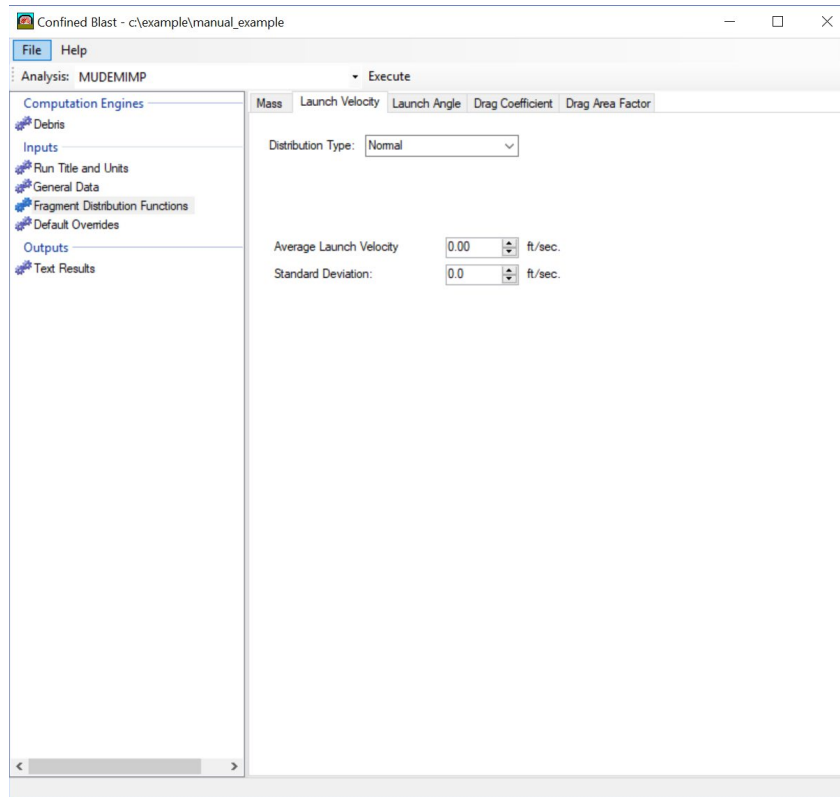 Confined Blast - c:\example\manual_example
File Help
Analysis: MUDEMIMP Execute
Computation Engines
Debris
Inputs
Run Title and Units
General Data
Fragment Distribution Functions
Default Overrides
Outputs
Text Results
Mass Launch Velocity Launch Angle Drag Coefficient Drag Area Factor
Distribution Type: Normal
Average Launch Velocity 0.00 ft/sec.
Standard Deviation: 0.0 ft/sec.